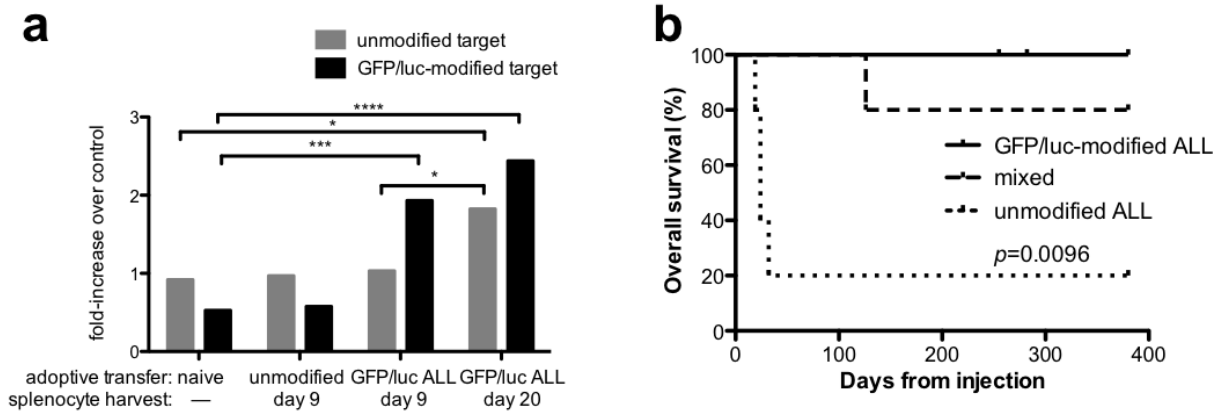 a
unmodified target
GFP/luc-modified target
fold-increase over control
3
2
1
0
****
*
***
*
adoptive transfer: naive unmodified GFP/luc ALL GFP/luc ALL
splenocyte harvest: — day 9 day 9 day 20
b
Overall survival (%)
100
80
60
40
20
0
GFP/luc-modified ALL
mixed
unmodified ALL
p=0.0096
0 100 200 300 400
Days from injection